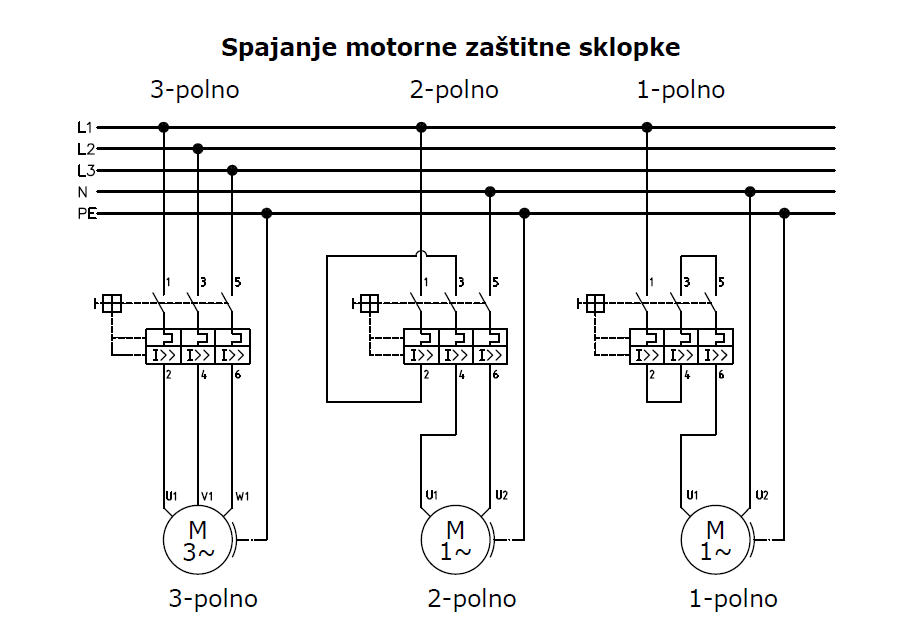 Spajanje motorne zaštitne sklopke
3-polno 2-polno 1-polno
L1
L2
L3
N
PE
1 3 5 1 3 5 1 3 5
I>> I>> I>> I>> I>> I>> I>> I>> I>>
2 4 6 2 4 6 2 4 6
U1 V1 W1 U1 U2 U1 U2
M M M
3~ 1~ 1~
3-polno 2-polno 1-polno